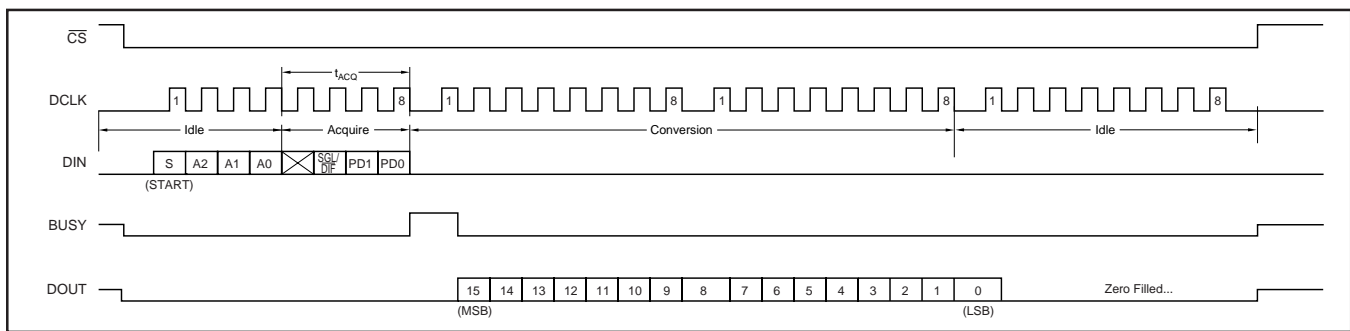 CS
tACQ
DCLK 1 8 1 8 1 8 1 8
Idle Acquire Conversion Idle
DIN S A2 A1 A0 SGL/DIF PD1 PD0
(START)
BUSY
DOUT 15 14 13 12 11 10 9 8 7 6 5 4 3 2 1 0 Zero Filled...
(MSB) (LSB)